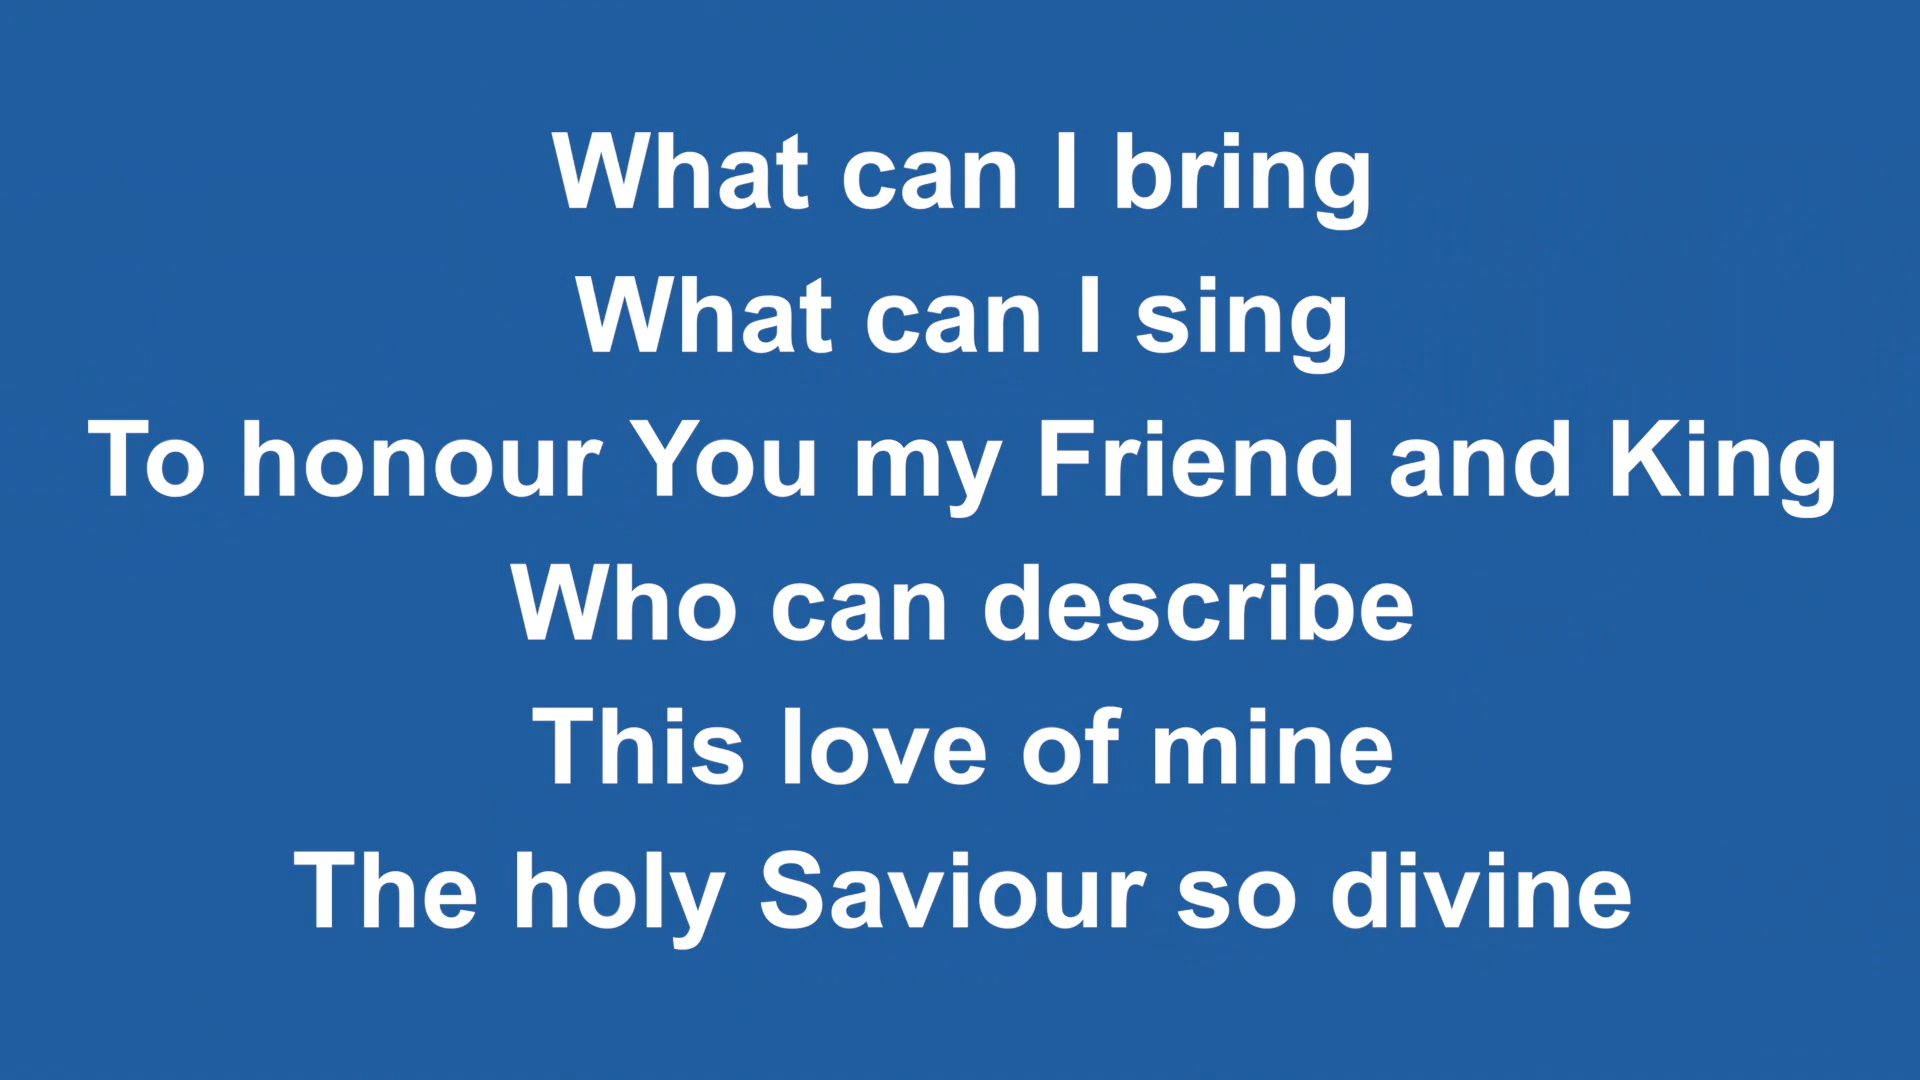 What can I bring
What can I sing
To honour You my Friend and King
Who can describe
This love of mine
The holy Saviour so divine